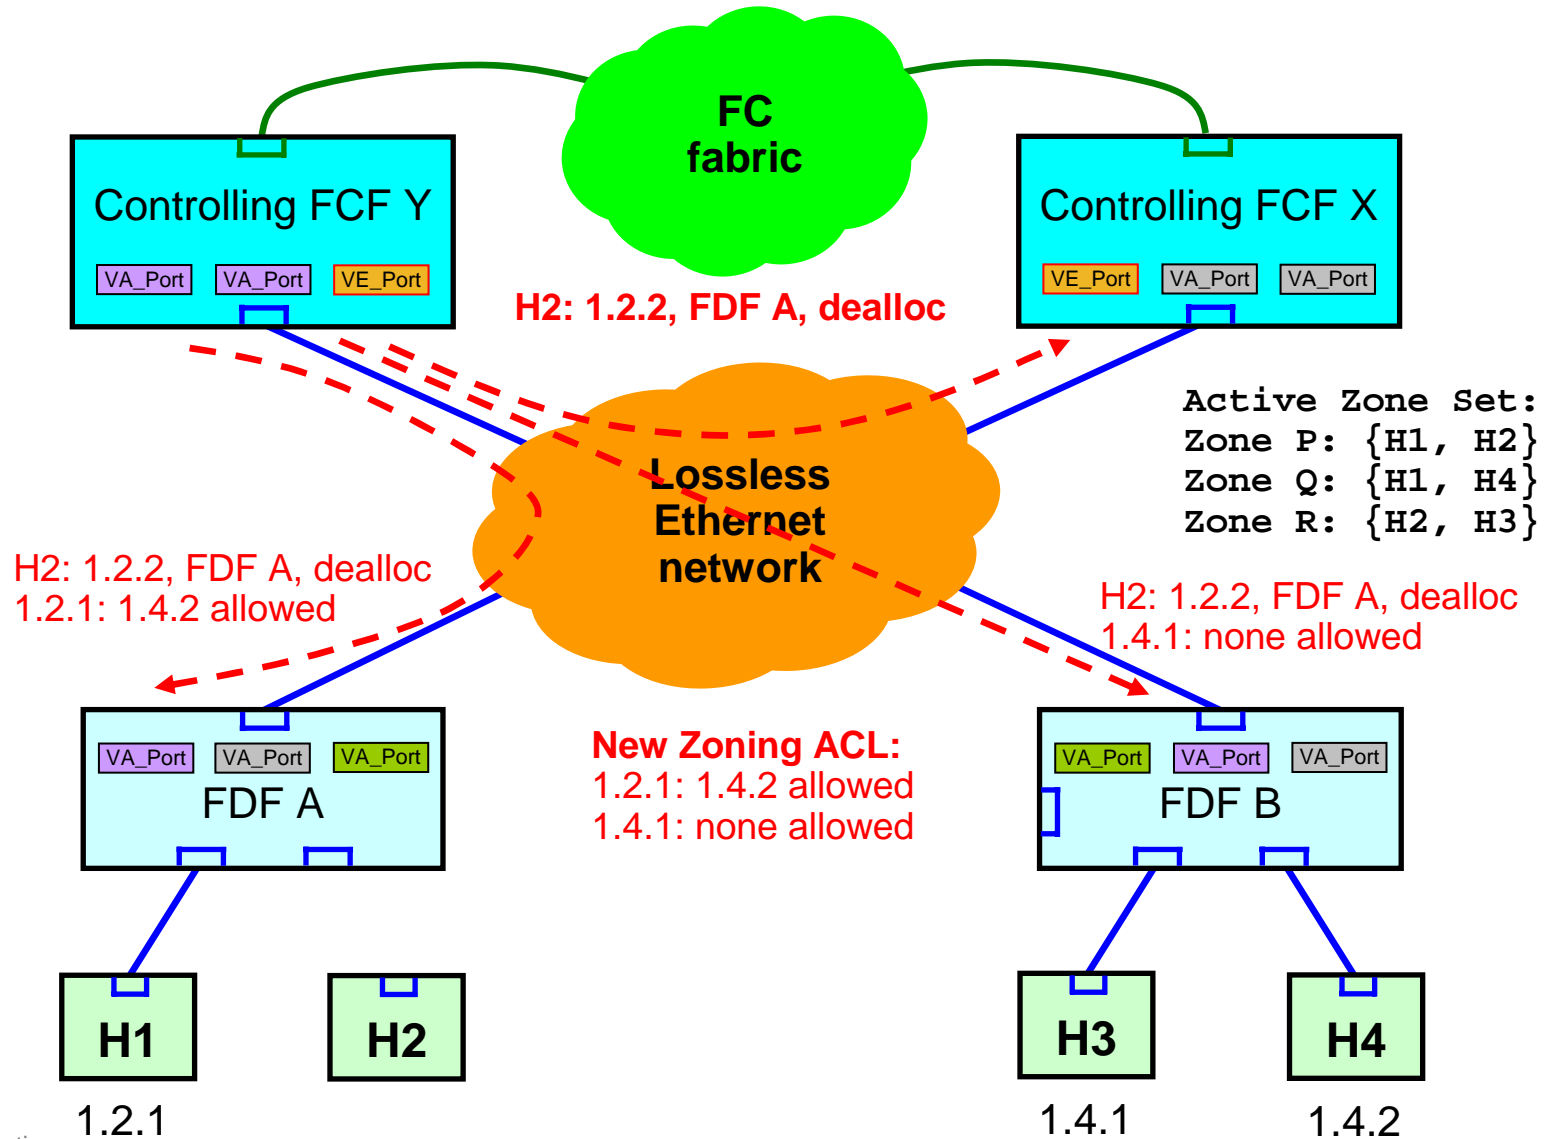 FC
fabric
Controlling FCF Y
Controlling FCF X
VA_Port VA_Port VE_Port
VE_Port VA_Port VA_Port
H2: 1.2.2, FDF A, dealloc
Active Zone Set:
Zone P: {H1, H2}
Zone Q: {H1, H4}
Zone R: {H2, H3}
Lossless
Ethernet
network
H2: 1.2.2, FDF A, dealloc
1.2.1: 1.4.2 allowed
H2: 1.2.2, FDF A, dealloc
1.4.1: none allowed
New Zoning ACL:
1.2.1: 1.4.2 allowed
1.4.1: none allowed
VA_Port VA_Port VA_Port
FDF A
VA_Port VA_Port VA_Port
FDF B
H1
H2
H3
H4
1.2.1
1.4.1
1.4.2